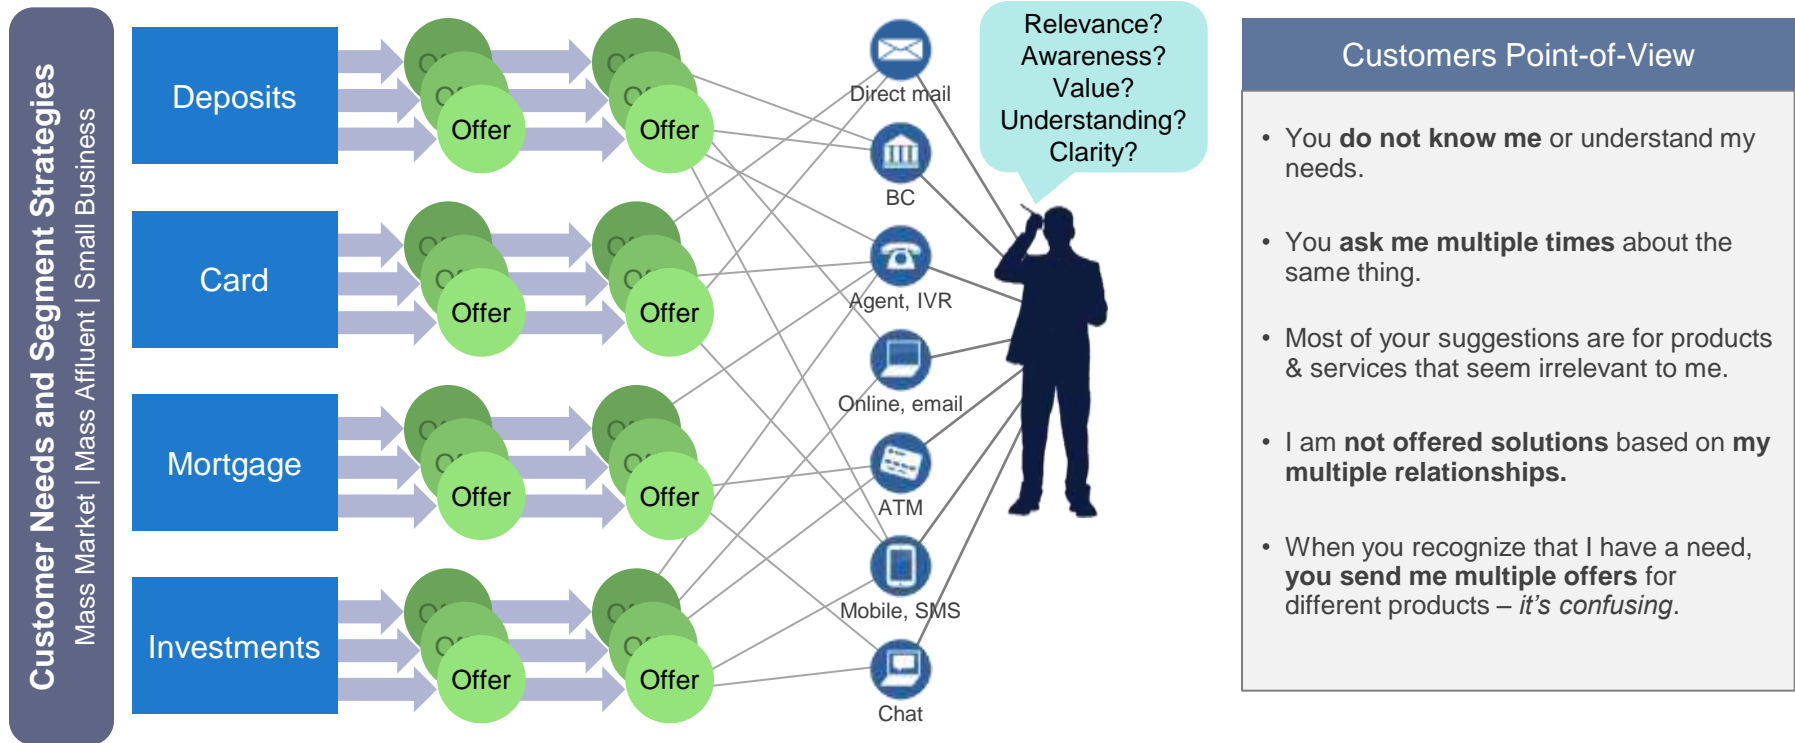 Customer Needs and Segment Strategies
Mass Market | Mass Affluent | Small Business
Deposits
Offer
Offer
Card
Offer
Offer
Mortgage
Offer
Offer
Investments
Offer
Offer
Direct mail
BC
Agent, IVR
Online, email
ATM
Mobile, SMS
Chat
Relevance?
Awareness?
Value?
Understanding?
Clarity?
Customers Point-of-View
• You do not know me or understand my
needs.
• You ask me multiple times about the
same thing.
• Most of your suggestions are for products
& services that seem irrelevant to me.
• I am not offered solutions based on my
multiple relationships.
• When you recognize that I have a need,
you send me multiple offers for
different products – it’s confusing.